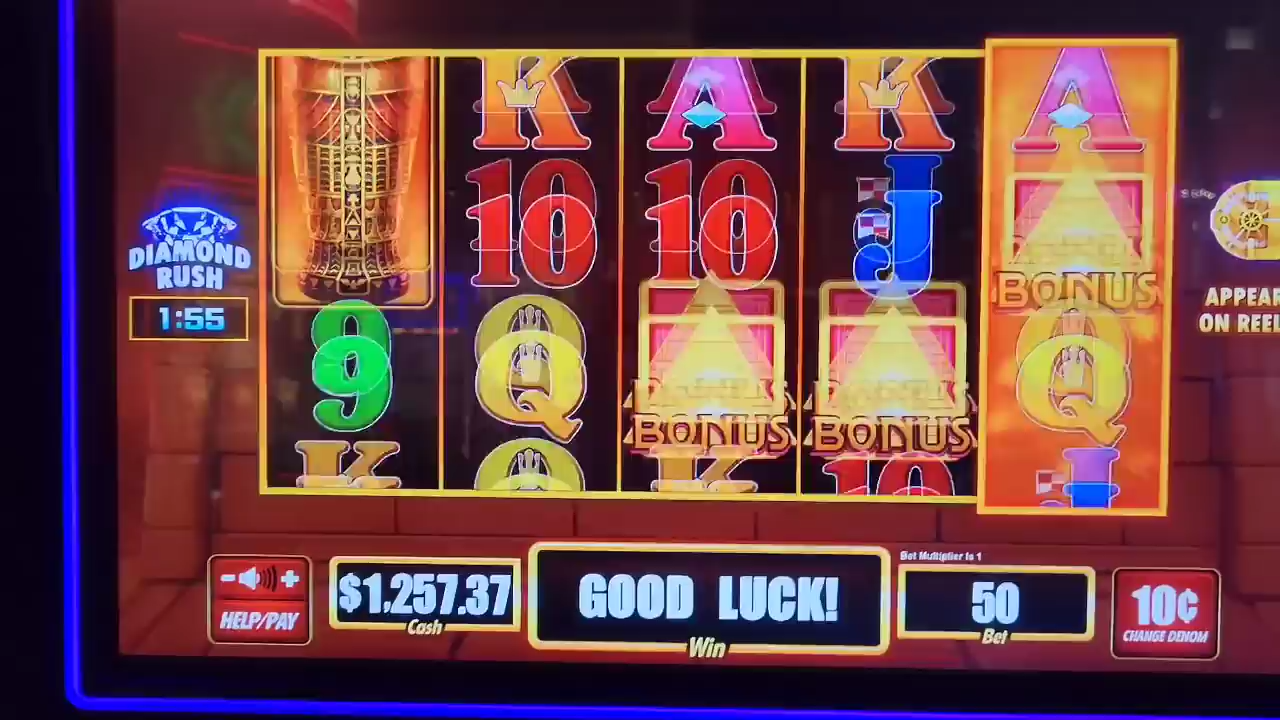 K A K A
10 10 J
BONUS
9 Q BONUS BONUS Q
K Q K 10 J
DIAMOND
RUSH
1:55
APPEAR
ON REEL
- +
HELP/PAY
$1,257.37
Cash
GOOD LUCK!
Win
Bet Multiplier Is 1
50
Bet
10¢
CHANGE DENOM